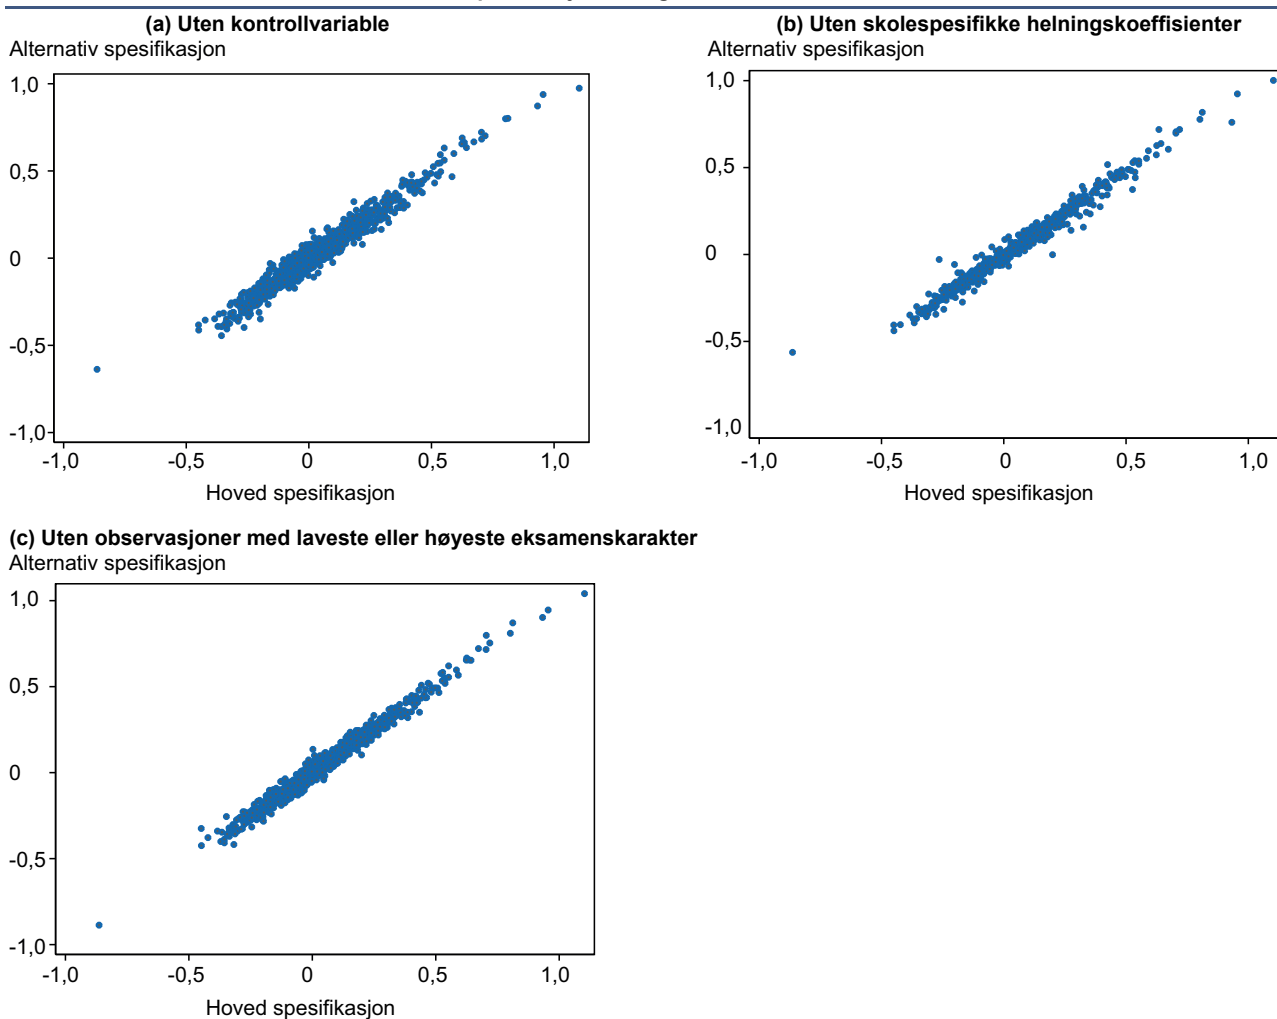 (a) Uten kontrollvariable
Alternativ spesifikasjon
1,0
0,5
0
-0,5
-1,0
-1,0 -0,5 0 0,5 1,0
Hoved spesifikasjon
(b) Uten skolespesifikke helningskoeffisienter
Alternativ spesifikasjon
1,0
0,5
0
-0,5
-1,0
-1,0 -0,5 0 0,5 1,0
Hoved spesifikasjon
(c) Uten observasjoner med laveste eller høyeste eksamenskarakter
Alternativ spesifikasjon
1,0
0,5
0
-0,5
-1,0
-1,0 -0,5 0 0,5 1,0
Hoved spesifikasjon